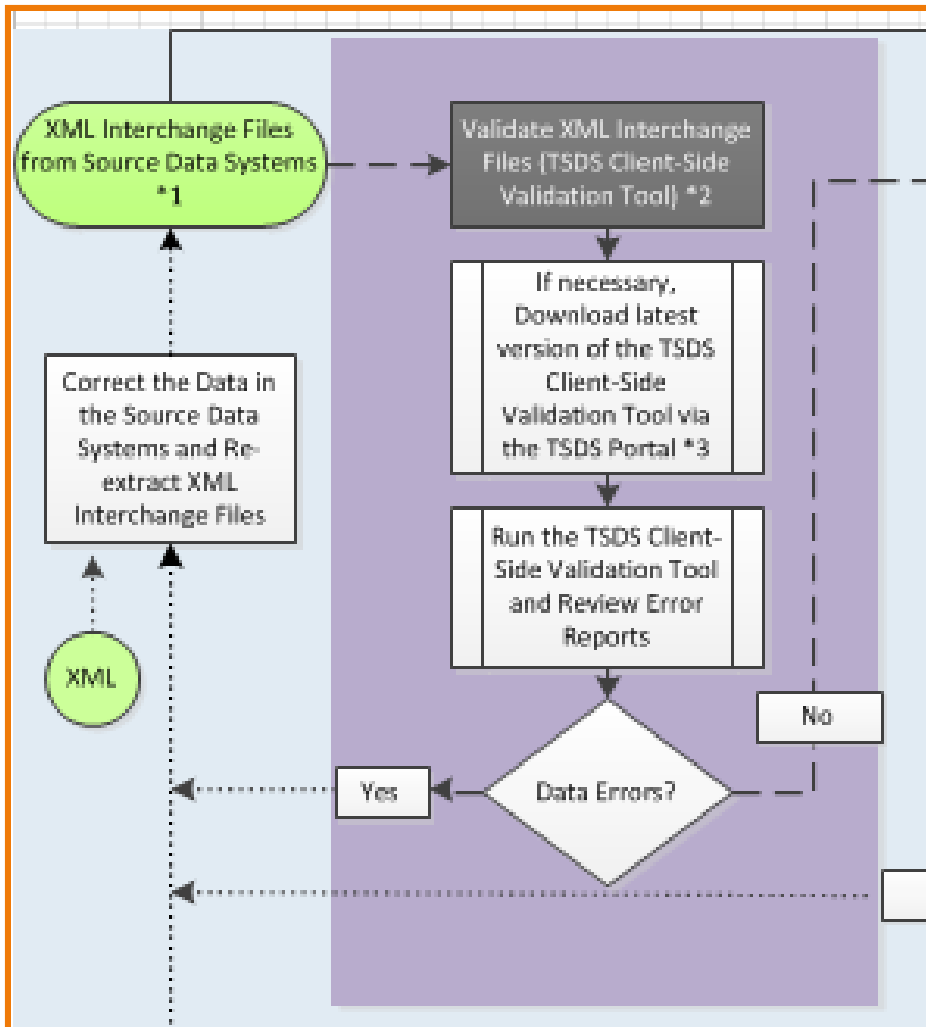 XML Interchange Files
from Source Data Systems
*1
Validate XML Interchange
Files (TSDS Client-Side
Validation Tool) *2
If necessary,
Download latest
version of the TSDS
Client-Side
Validation Tool via
the TSDS Portal *3
Correct the Data in
the Source Data
Systems and Re-
extract XML
Interchange Files
Run the TSDS Client-
Side Validation Tool
and Review Error
Reports
XML
No
Yes
Data Errors?